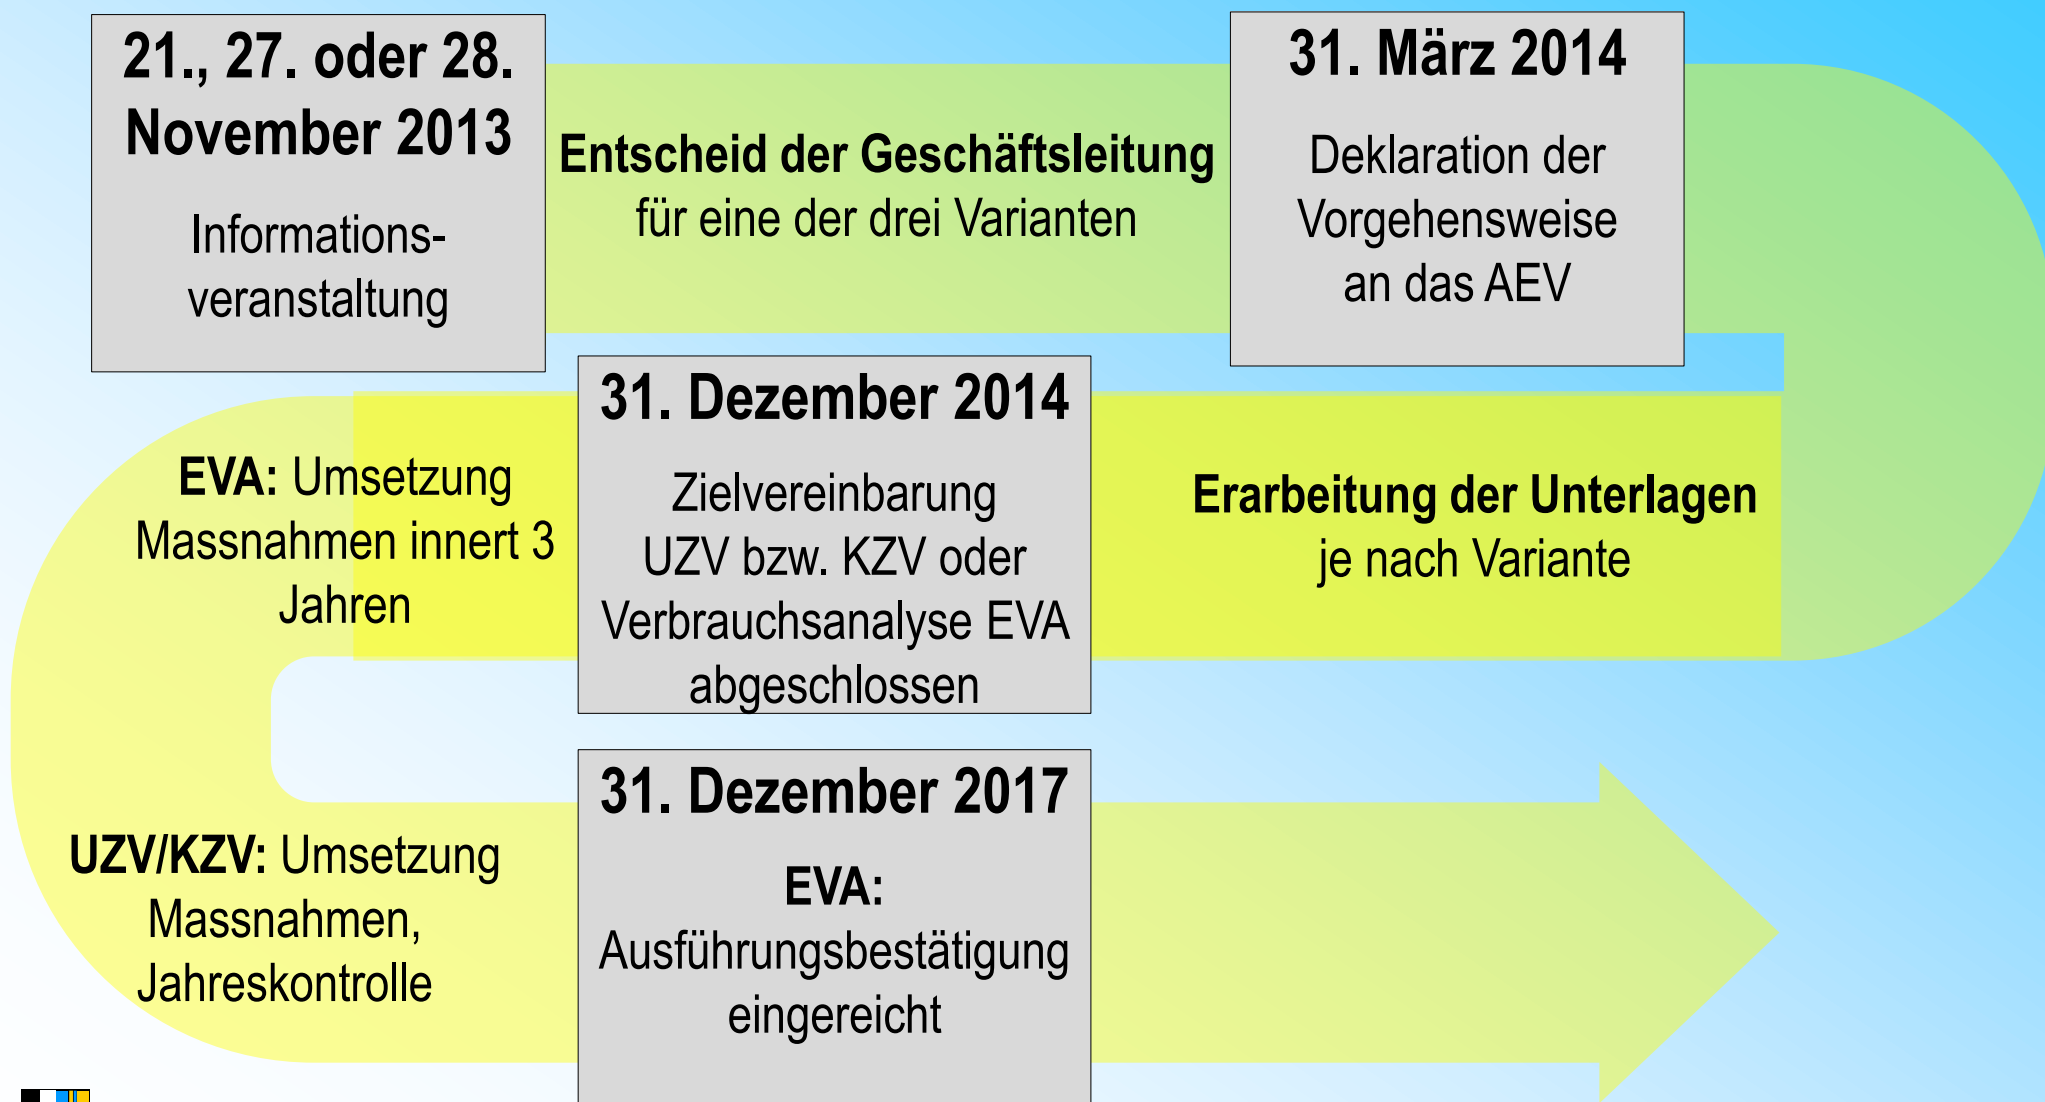 21., 27. oder 28.
November 2013
Informations-
veranstaltung
Entscheid der Geschäftsleitung
für eine der drei Varianten
31. März 2014
Deklaration der
Vorgehensweise
an das AEV
Erarbeitung der Unterlagen
je nach Variante
31. Dezember 2014
Zielvereinbarung
UZV bzw. KZV oder
Verbrauchsanalyse EVA
abgeschlossen
EVA: Umsetzung
Massnahmen innert 3
Jahren
UZV/KZV: Umsetzung
Massnahmen,
Jahreskontrolle
31. Dezember 2017
EVA:
Ausführungsbestätigung
eingereicht